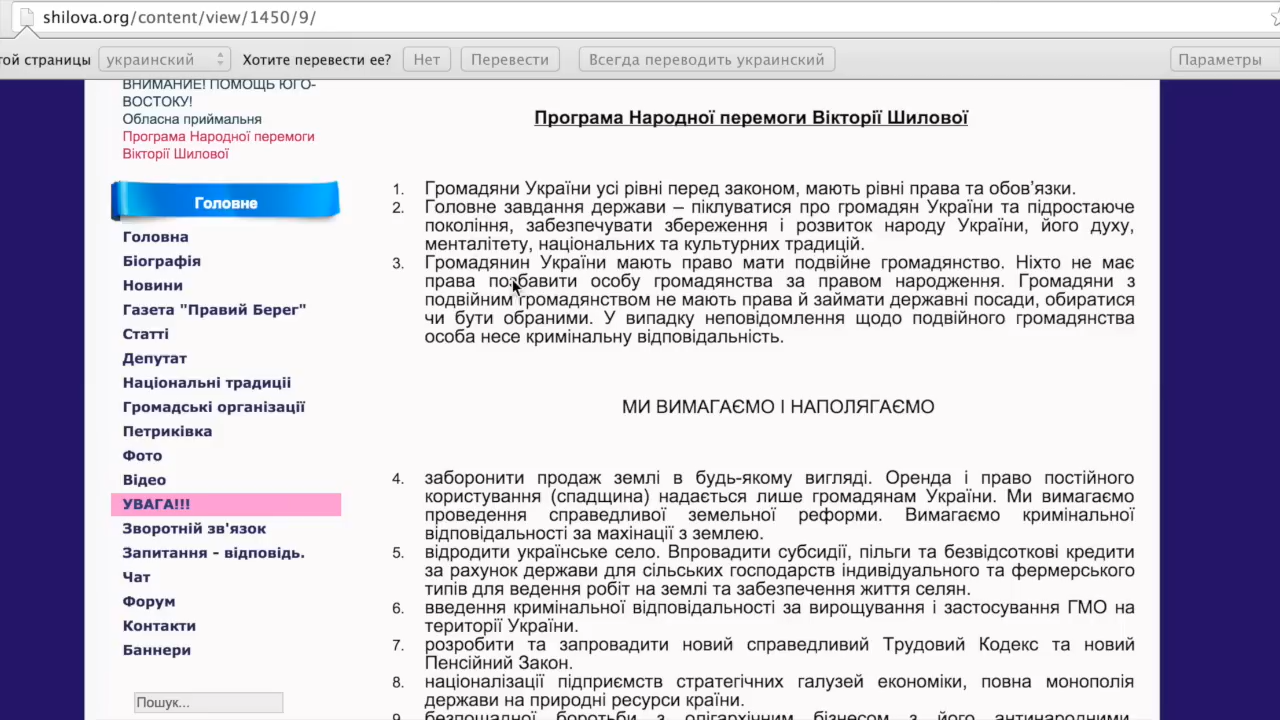 shilova.org/content/view/1450/9/
той страницы украинский Хотите перевести ее? Нет Перевести Всегда переводить украинский Параметры
ВНИМАНИЕ! ПОМОЩЬ ЮГО-
ВОСТОКУ!
Обласна приймальня
Програма Народної перемоги
Вікторії Шилової
Головне
Головна
Біографія
Новини
Газета "Правий Берег"
Статті
Депутат
Національні традиціі
Громадські організації
Петриківка
Фото
Відео
УВАГА!!!
Зворотній зв'язок
Запитання - відповідь.
Чат
Форум
Контакти
Баннери
Пошук...
Програма Народної перемоги Вікторії Шилової
1. Громадяни України усі рівні перед законом, мають рівні права та обов’язки.
2. Головне завдання держави – піклуватися про громадян України та підростаюче
покоління, забезпечувати збереження і розвиток народу України, його духу,
менталітету, національних та культурних традицій.
3. Громадянин України мають право мати подвійне громадянство. Ніхто не має
права позбавити особу громадянства за правом народження. Громадяни з
подвійним громадянством не мають права й займати державні посади, обиратися
чи бути обраними. У випадку неповідомлення щодо подвійного громадянства
особа несе кримінальну відповідальність.
МИ ВИМАГАЄМО І НАПОЛЯГАЄМО
4. заборонити продаж землі в будь-якому вигляді. Оренда і право постійного
користування (спадщина) надається лише громадянам України. Ми вимагаємо
проведення справедливої земельної реформи. Вимагаємо кримінальної
відповідальності за махінації з землею.
5. відродити українське село. Впровадити субсидії, пільги та безвідсоткові кредити
за рахунок держави для сільських господарств індивідуального та фермерського
типів для ведення робіт на землі та забезпечення життя селян.
6. введення кримінальної відповідальності за вирощування і застосування ГМО на
території України.
7. розробити та запровадити новий справедливий Трудовий Кодекс та новий
Пенсійний Закон.
8. націоналізації підприємств стратегічних галузей економіки, повна монополія
держави на природні ресурси країни.
9. безпощадної боротьби з олігархічним бізнесом з його антинародними